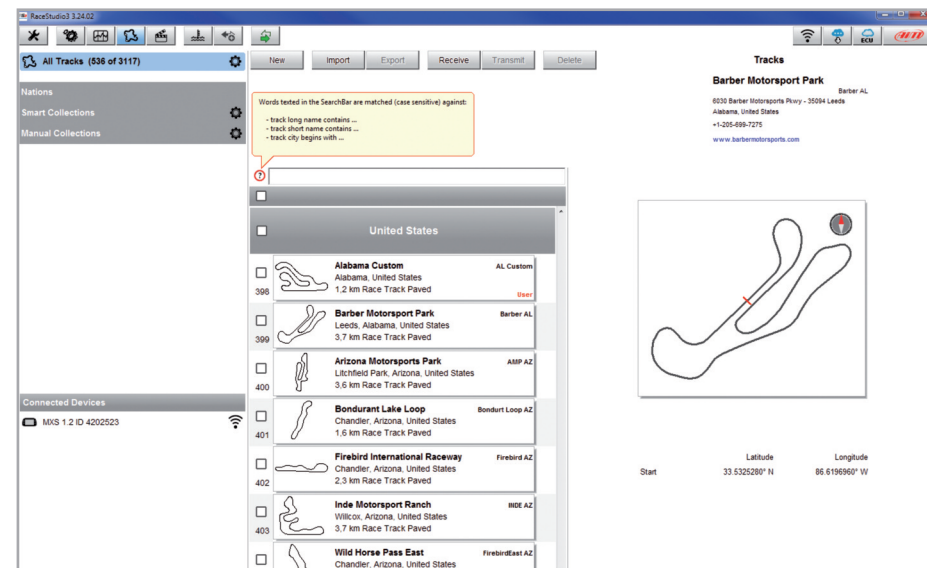 RaceStudio3 3.24.02
ECU
All Tracks (536 of 3117)
Nations
Smart Collections
Manual Collections
Connected Devices
MXS 1.2 ID 4202523
New Import Export Receive Transmit Delete
Words texted in the SearchBar are matched (case sensitive) against:
- track long name contains ...
- track short name contains ...
- track city begins with ...
?
United States
Alabama Custom AL Custom
Alabama, United States
1,2 km Race Track Paved
User
398
Barber Motorsport Park Barber AL
Leeds, Alabama, United States
3,7 km Race Track Paved
399
Arizona Motorsports Park AMP AZ
Litchfield Park, Arizona, United States
3,6 km Race Track Paved
400
Bondurant Lake Loop Bondurt Loop AZ
Chandler, Arizona, United States
1,6 km Race Track Paved
401
Firebird International Raceway Firebird AZ
Chandler, Arizona, United States
2,3 km Race Track Paved
402
Inde Motorsport Ranch INDE AZ
Willcox, Arizona, United States
3,7 km Race Track Paved
403
Wild Horse Pass East FirebirdEast AZ
Chandler, Arizona, United States
Tracks
Barber Motorsport Park
Barber AL
6030 Barber Motorsports Pkwy - 35094 Leeds
Alabama, United States
+1-205-699-7275
www.barbermotorsports.com
Latitude Longitude
Start 33.5325280° N 86.6196960° W